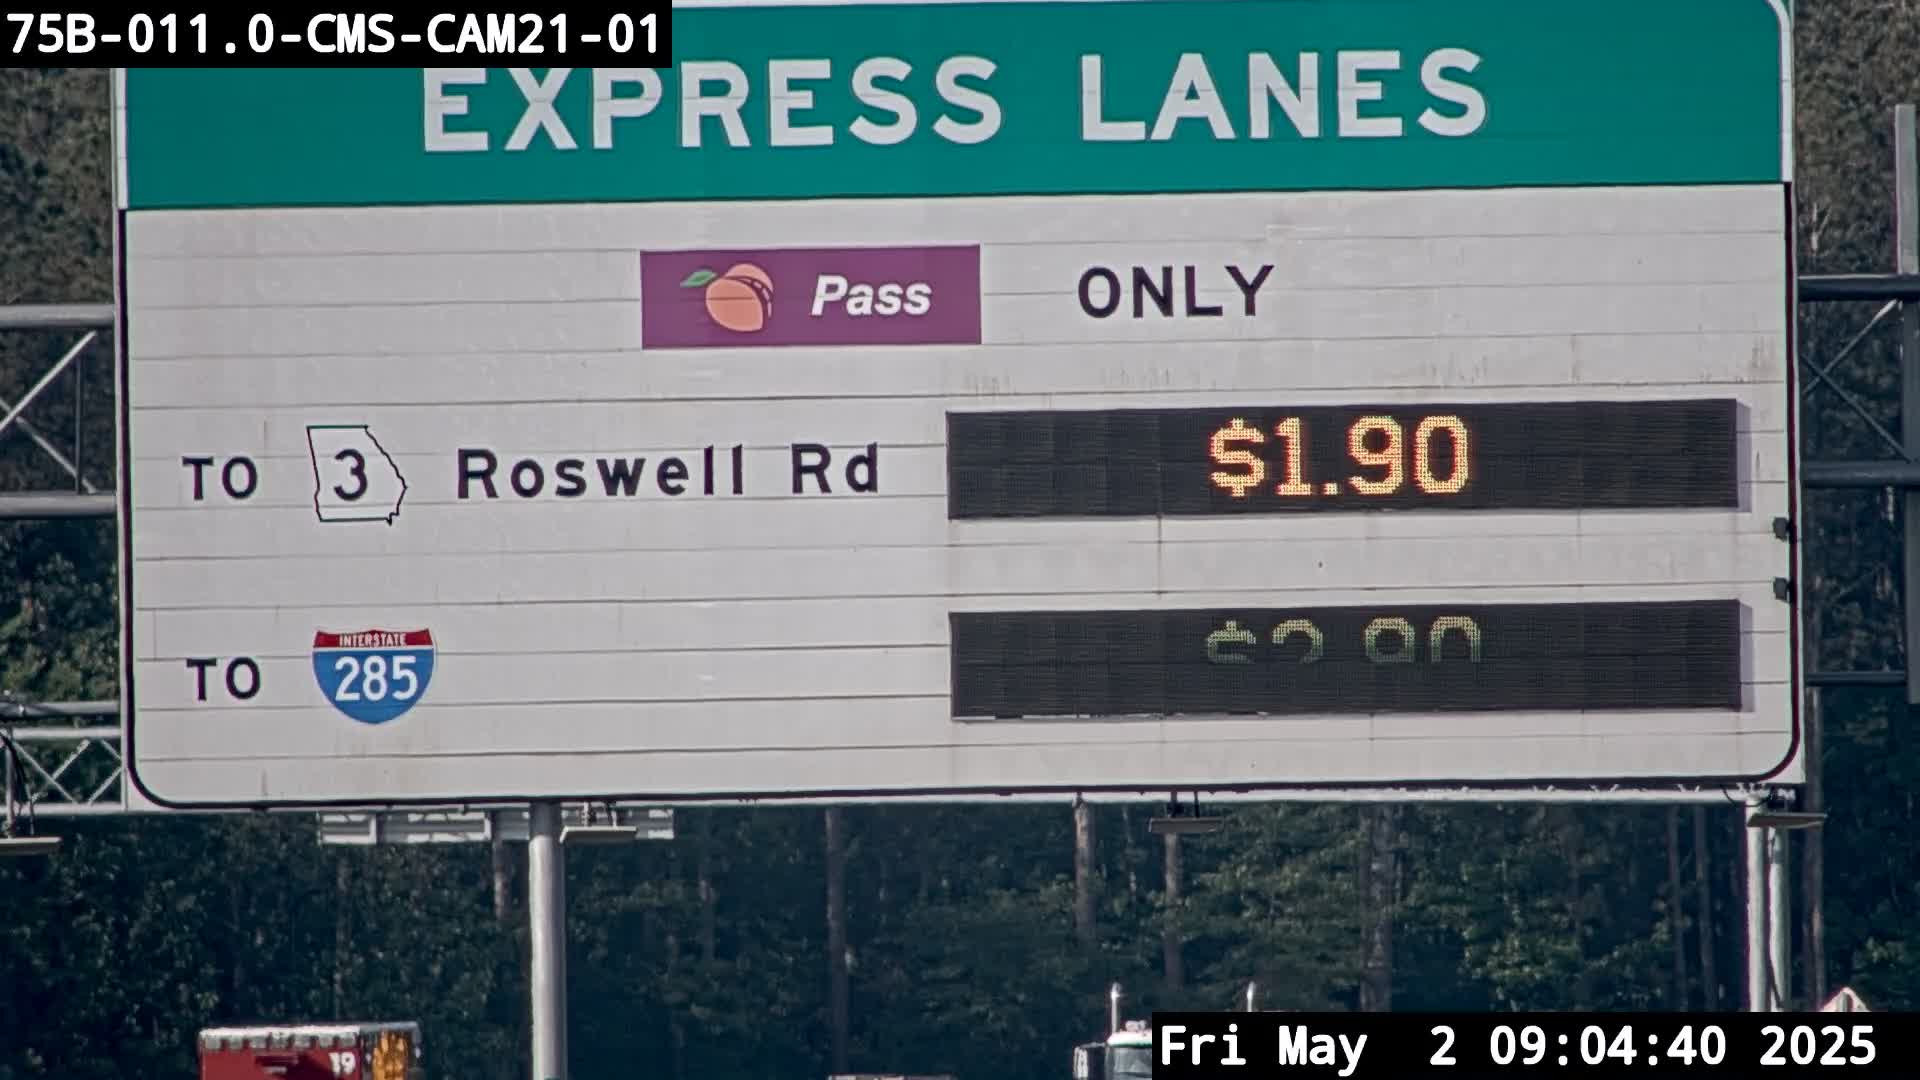 75B-011.0-CMS-CAM21-01
EXPRESS LANES
Pass ONLY
TO 3 Roswell Rd $1.90
INTERSTATE
TO 285
19
Fri May 2 09:04:40 2025